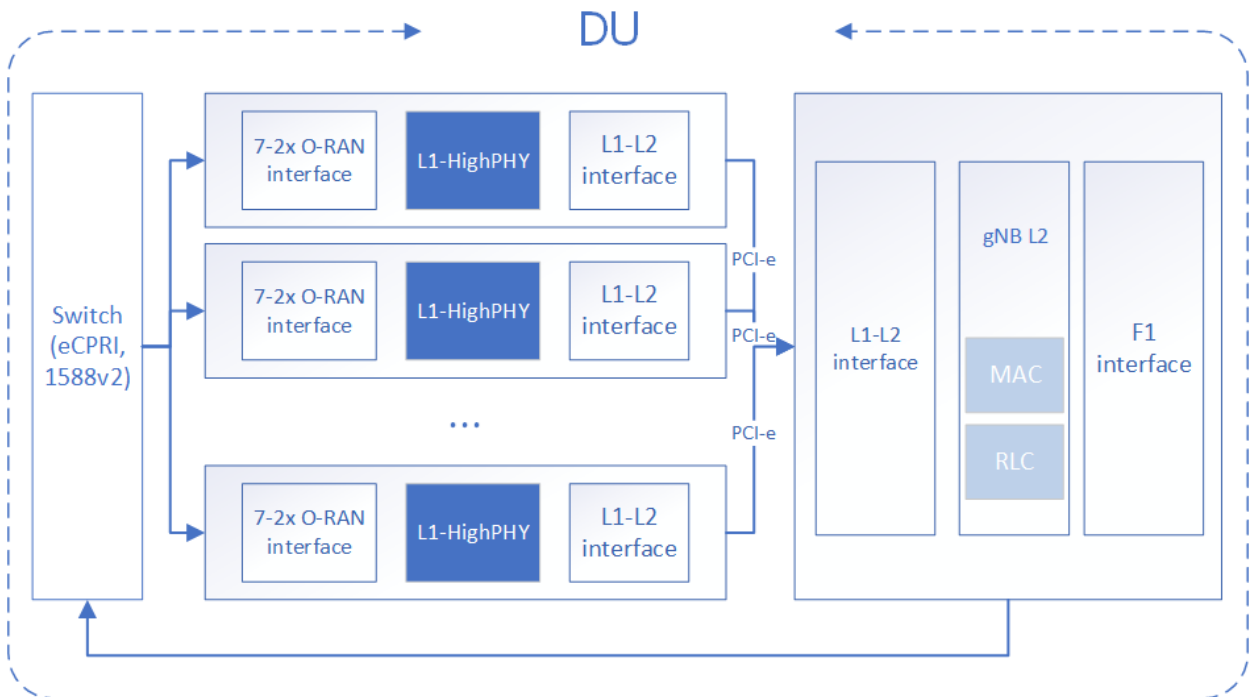 DU
Switch
(eCPRI,
1588v2)
7-2x O-RAN
interface
L1-HighPHY
L1-L2
interface
PCI-e
7-2x O-RAN
interface
L1-HighPHY
L1-L2
interface
PCI-e
...
PCI-e
7-2x O-RAN
interface
L1-HighPHY
L1-L2
interface
L1-L2
interface
gNB L2
MAC
RLC
F1
interface